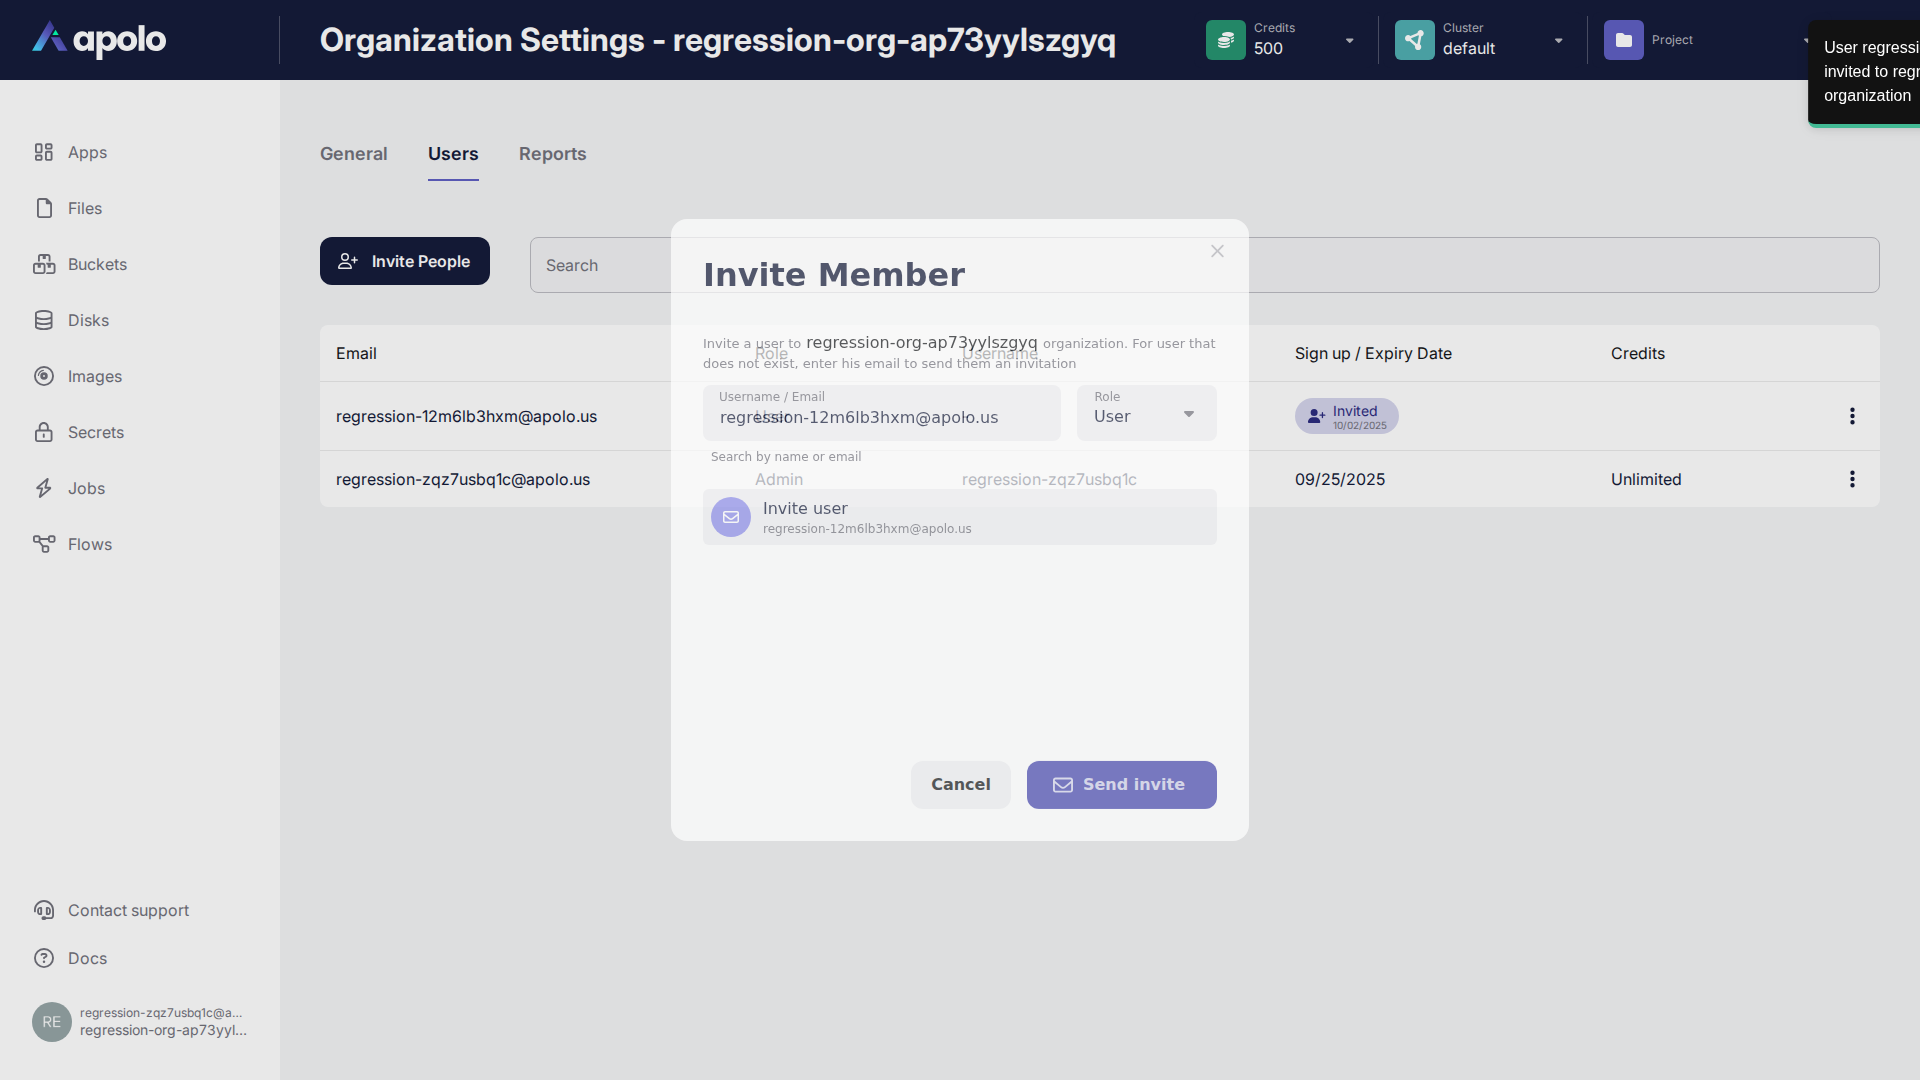 apolo
Organization Settings - regression-org-ap73yylszgyq
Credits
500
Cluster
default
Project
User regressi
invited to regr
organization
Apps
Files
Buckets
Disks
Images
Secrets
Jobs
Flows
Contact support
Docs
RE
regression-zqz7usbq1c@a...
regression-org-ap73yyl...
General
Users
Reports
Invite People
Search
Email
Role
Username
Sign up / Expiry Date
Credits
regression-12m6lb3hxm@apolo.us
User
-
Invited
10/02/2025
regression-zqz7usbq1c@apolo.us
Admin
regression-zqz7usbq1c
09/25/2025
Unlimited
Invite Member
Invite a user to regression-org-ap73yylszgyq organization. For user that
does not exist, enter his email to send them an invitation
Username / Email
regression-12m6lb3hxm@apolo.us
Role
User
Search by name or email
Invite user
regression-12m6lb3hxm@apolo.us
Cancel
Send invite